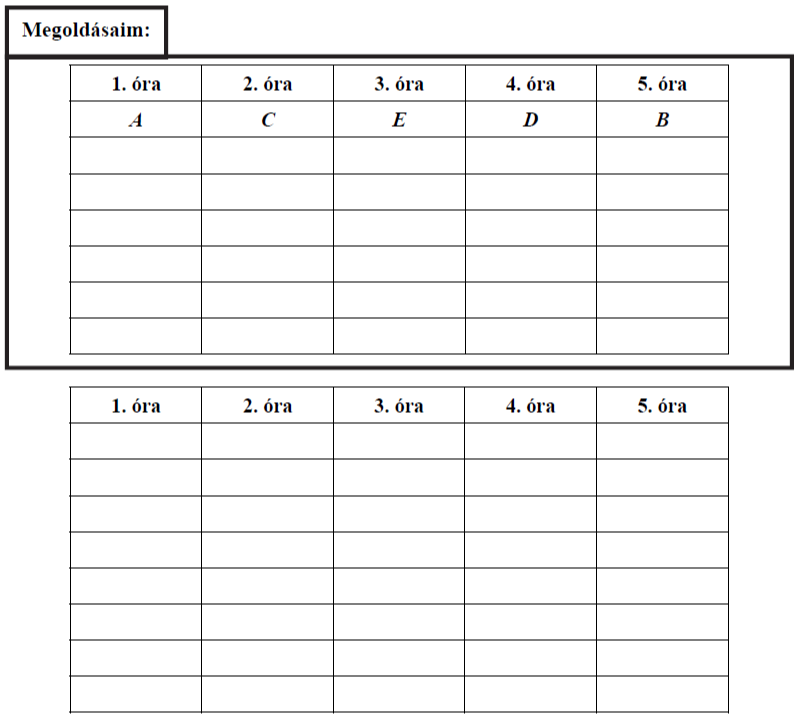 Megoldásaim:
1. óra 2. óra 3. óra 4. óra 5. óra
A C E D B
1. óra 2. óra 3. óra 4. óra 5. óra